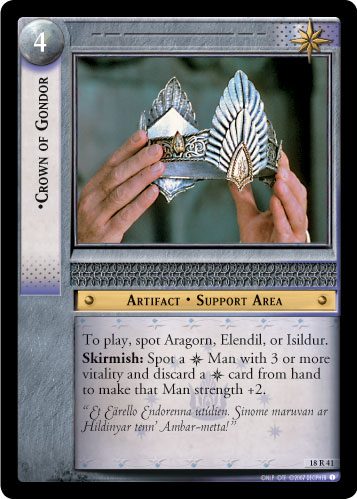 4
•Crown of Gondor
Artifact • Support Area
To play, spot Aragorn, Elendil, or Isildur.
Skirmish: Spot a Man with 3 or more
vitality and discard a card from hand
to make that Man strength +2.
“Et Eärello Endorenna utúlien. Sinome maruvan ar
Hildinyar tenn’ Ambar-metta!”
18 R 41